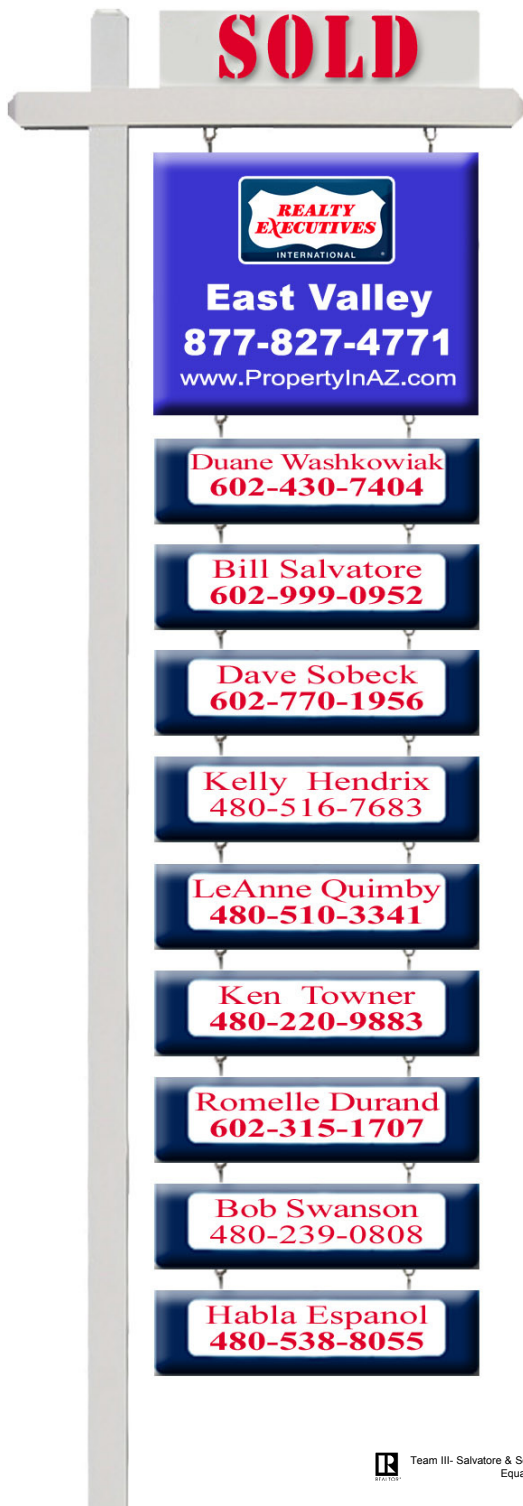 SOLD
REALTY
EXECUTIVES
INTERNATIONAL
East Valley
877-827-4771
www.PropertyInAZ.com
Duane Washkowiak
602-430-7404
Bill Salvatore
602-999-0952
Dave Sobeck
602-770-1956
Kelly Hendrix
480-516-7683
LeAnne Quimby
480-510-3341
Ken Towner
480-220-9883
Romelle Durand
602-315-1707
Bob Swanson
480-239-0808
Habla Espanol
480-538-8055
REALTOR®
Team III- Salvatore & S
Equa